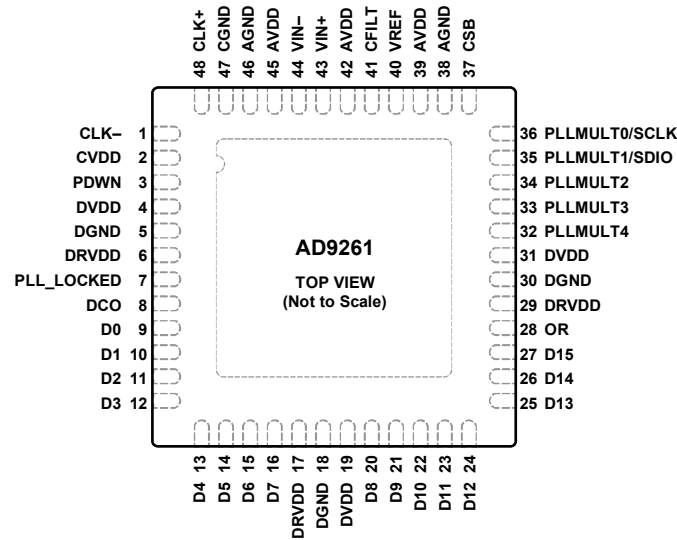 48 CLK+
47 CGND
46 AGND
45 AVDD
44 VIN–
43 VIN+
42 AVDD
41 CFILT
40 VREF
39 AVDD
38 AGND
37 CSB
CLK– 1
CVDD 2
PDWN 3
DVDD 4
DGND 5
DRVDD 6
PLL_LOCKED 7
DCO 8
D0 9
D1 10
D2 11
D3 12
AD9261
TOP VIEW
(Not to Scale)
36 PLLMULT0/SCLK
35 PLLMULT1/SDIO
34 PLLMULT2
33 PLLMULT3
32 PLLMULT4
31 DVDD
30 DGND
29 DRVDD
28 OR
27 D15
26 D14
25 D13
D4 13
D5 14
D6 15
D7 16
DRVDD 17
DGND 18
DVDD 19
D8 20
D9 21
D10 22
D11 23
D12 24